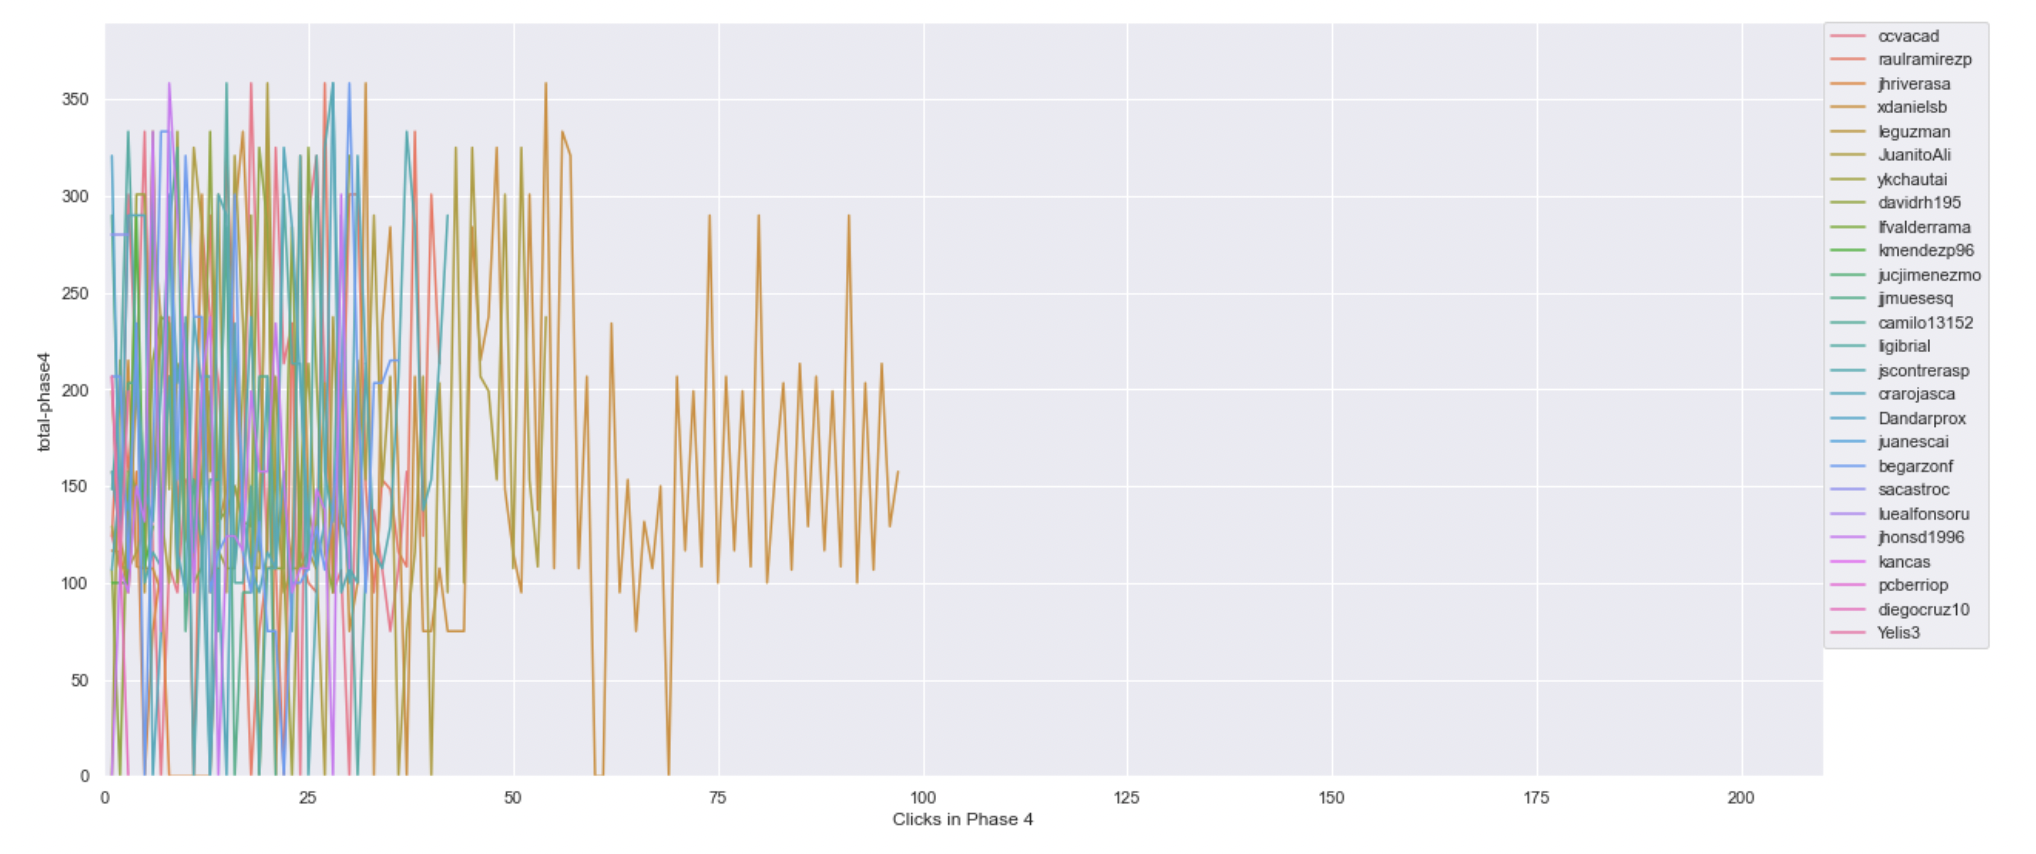 350
300
250
200
150
100
50
0
total-phase4
0 25 50 75 100 125 150 175 200
Clicks in Phase 4
ccvacad
raulramirezp
jhriverasa
xdanielsb
leguzman
JuanitoAli
ykchautai
davidrh195
lfvalderrama
kmendezp96
jucjimenezmo
jjmuesesq
camilo13152
ligibrial
jscontrerasp
crarojasca
Dandarprox
juanescai
begarzonf
sacastroc
luealfonsoru
jhonsd1996
kancas
pcberriop
diegocruz10
Yelis3